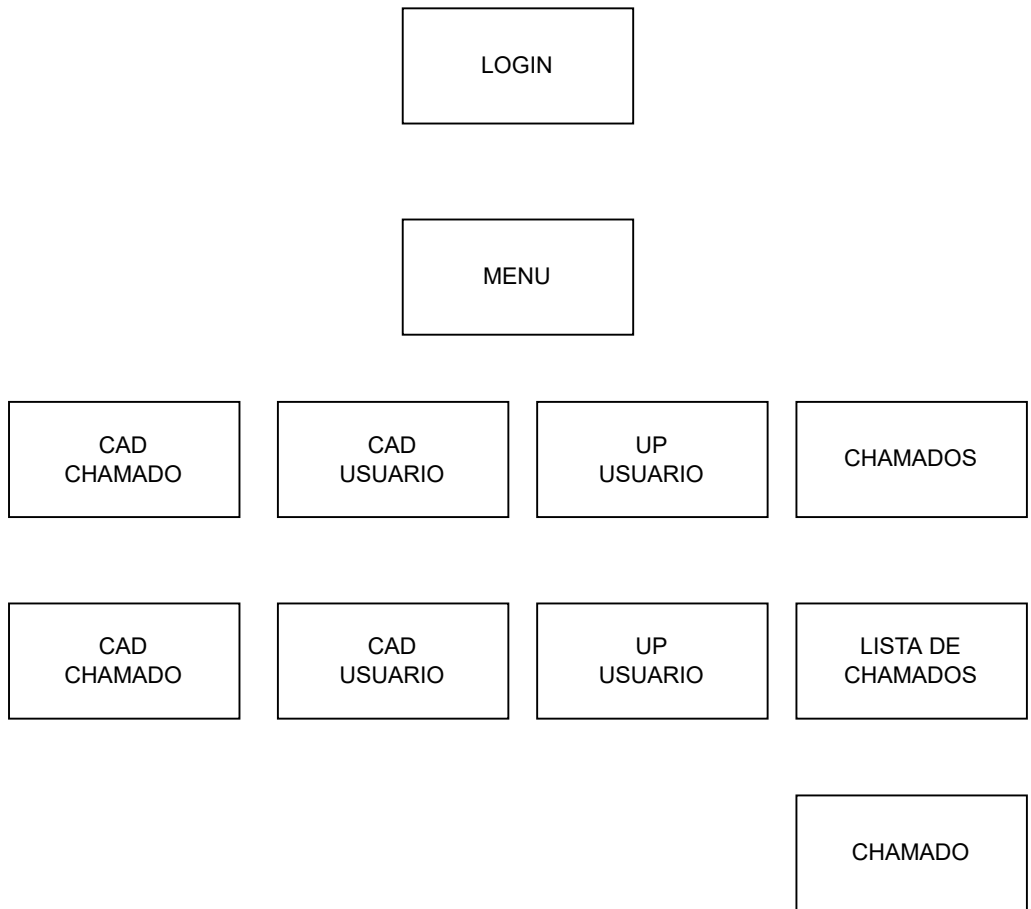 LOGIN
MENU
CAD
CHAMADO
CAD
USUARIO
UP
USUARIO
CHAMADOS
CAD
CHAMADO
CAD
USUARIO
UP
USUARIO
LISTA DE
CHAMADOS
CHAMADO